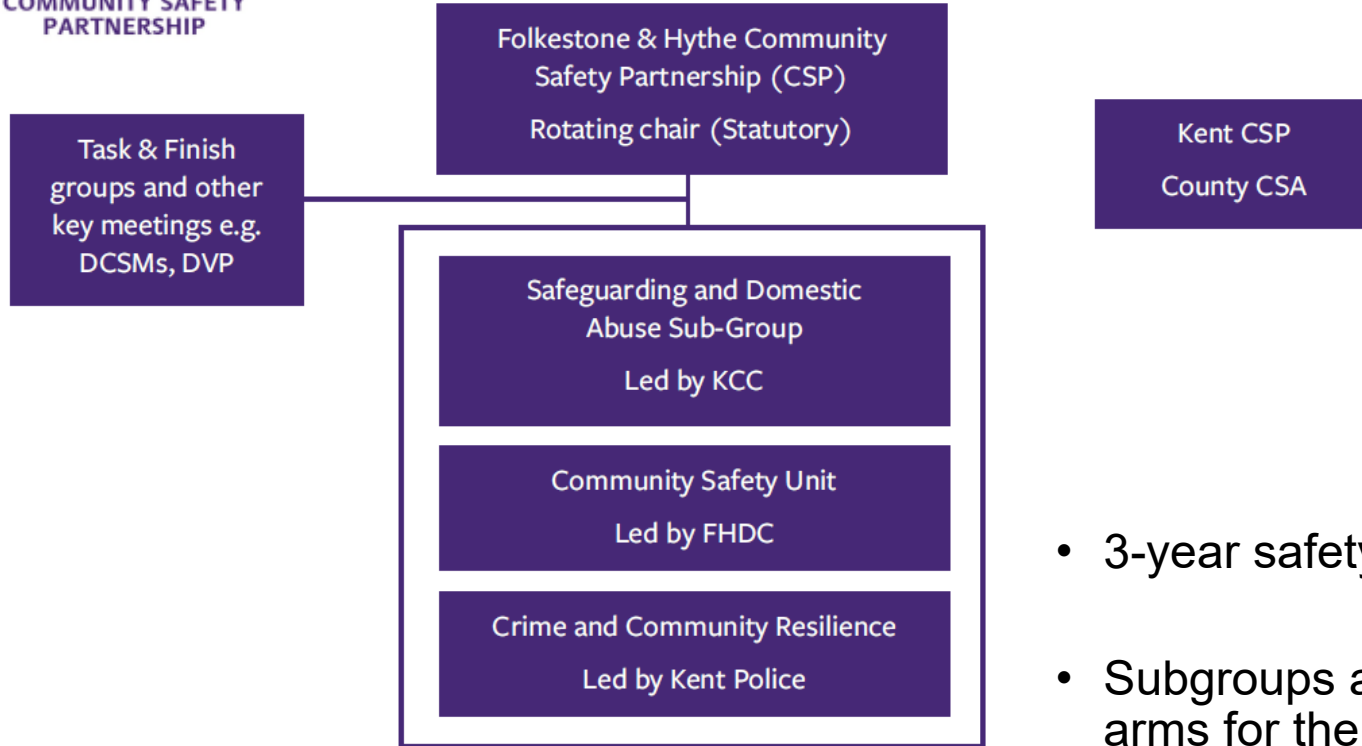 COMMUNITY SAFETY
PARTNERSHIP
Folkestone & Hythe Community
Safety Partnership (CSP)
Rotating chair (Statutory)
Task & Finish
groups and other
key meetings e.g.
DCSMs, DVP
Kent CSP
County CSA
Safeguarding and Domestic
Abuse Sub-Group
Led by KCC
Community Safety Unit
Led by FHDC
Crime and Community Resilience
Led by Kent Police
• 3-year safety
• Subgroups a
arms for the